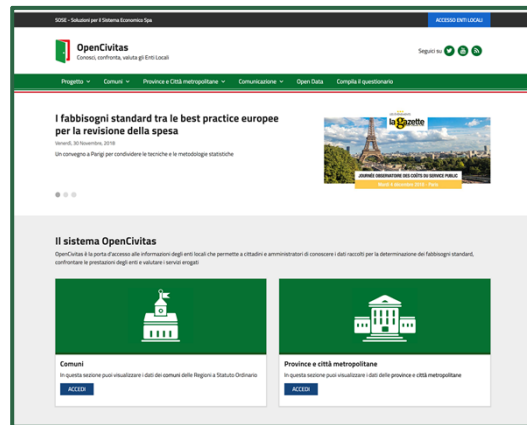 SOSE - Soluzioni per il Sistema Economico Spa
ACCESSO ENTI LOCALI
OpenCivitas
Conosci, confronta, valuta gli Enti Locali
Seguici su
Progetto Comuni Province e Città metropolitane Comunicazione Open Data Compila il questionario
I fabbisogni standard tra le best practice europee
per la revisione della spesa
Venerdì, 30 Novembre, 2018
Un convegno a Parigi per condividere le tecniche e le metodologie statistiche
la gazette
JOURNÉE OBSERVATOIRE DES COÛTS DU SERVICE PUBLIC
Mardi 4 décembre 2018 - Paris
Il sistema OpenCivitas
OpenCivitas è la porta d'accesso alle informazioni degli enti locali che permette a cittadini e amministratori di conoscere i dati raccolti per la determinazione dei fabbisogni standard,
confrontare le prestazioni degli enti e valutare i servizi erogati
Comuni
In questa sezione puoi visualizzare i dati dei comuni delle Regioni a Statuto Ordinario
ACCEDI
Province e città metropolitane
In questa sezione puoi visualizzare i dati delle province e città metropolitane
ACCEDI